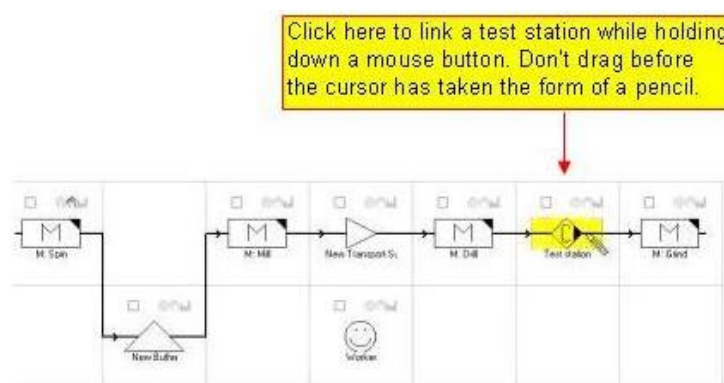 Click here to link a test station while holding
down a mouse button. Don't drag before
the cursor has taken the form of a pencil.
M
M: Spin
M
M: Mill
New Transport Sy
M
M: Drill
C
Test station
M
M: Grind
New Buffer
Worker